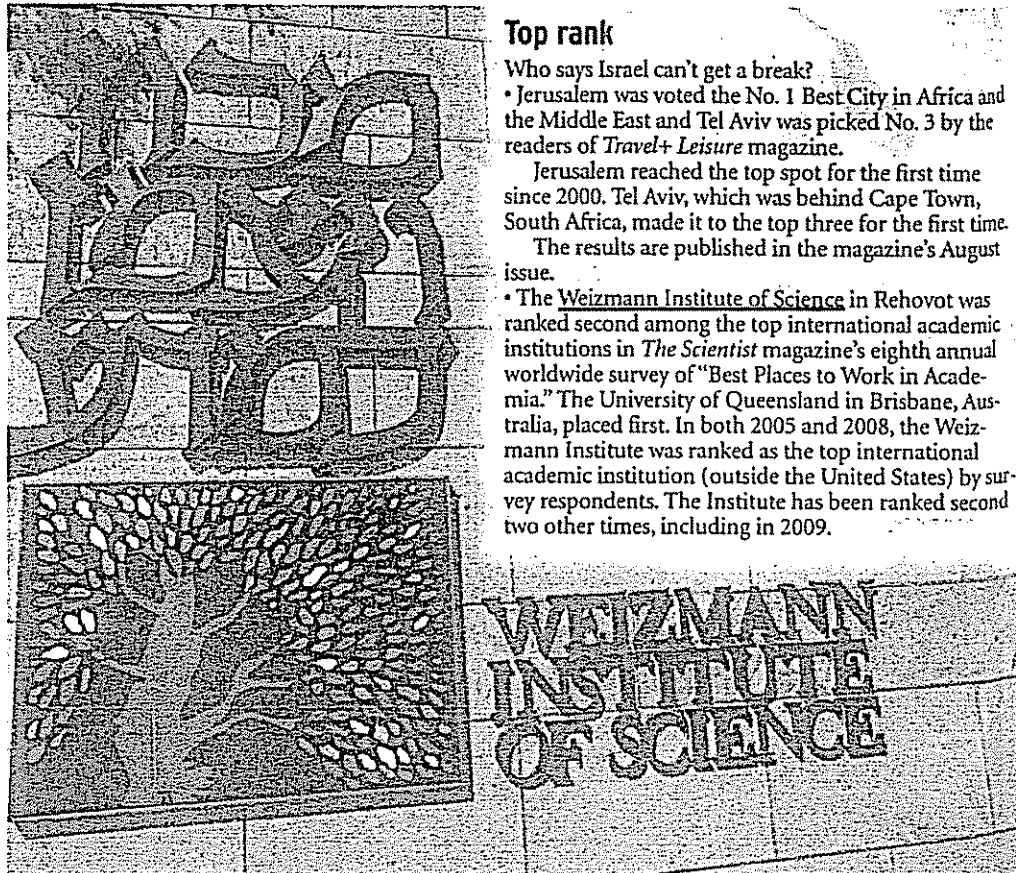 Top rank
Who says Israel can't get a break?
• Jerusalem was voted the No. 1 Best City in Africa and
the Middle East and Tel Aviv was picked No. 3 by the
readers of Travel+ Leisure magazine.
Jerusalem reached the top spot for the first time
since 2000. Tel Aviv, which was behind Cape Town,
South Africa, made it to the top three for the first time.
The results are published in the magazine's August
issue.
• The Weizmann Institute of Science in Rehovot was
ranked second among the top international academic
institutions in The Scientist magazine's eighth annual
worldwide survey of "Best Places to Work in Acade-
mia." The University of Queensland in Brisbane, Aus-
tralia, placed first. In both 2005 and 2008, the Weiz-
mann Institute was ranked as the top international
academic institution (outside the United States) by sur-
vey respondents. The Institute has been ranked second
two other times, including in 2009.
WEIZMANN
INSTITUTE
OF SCIENCE